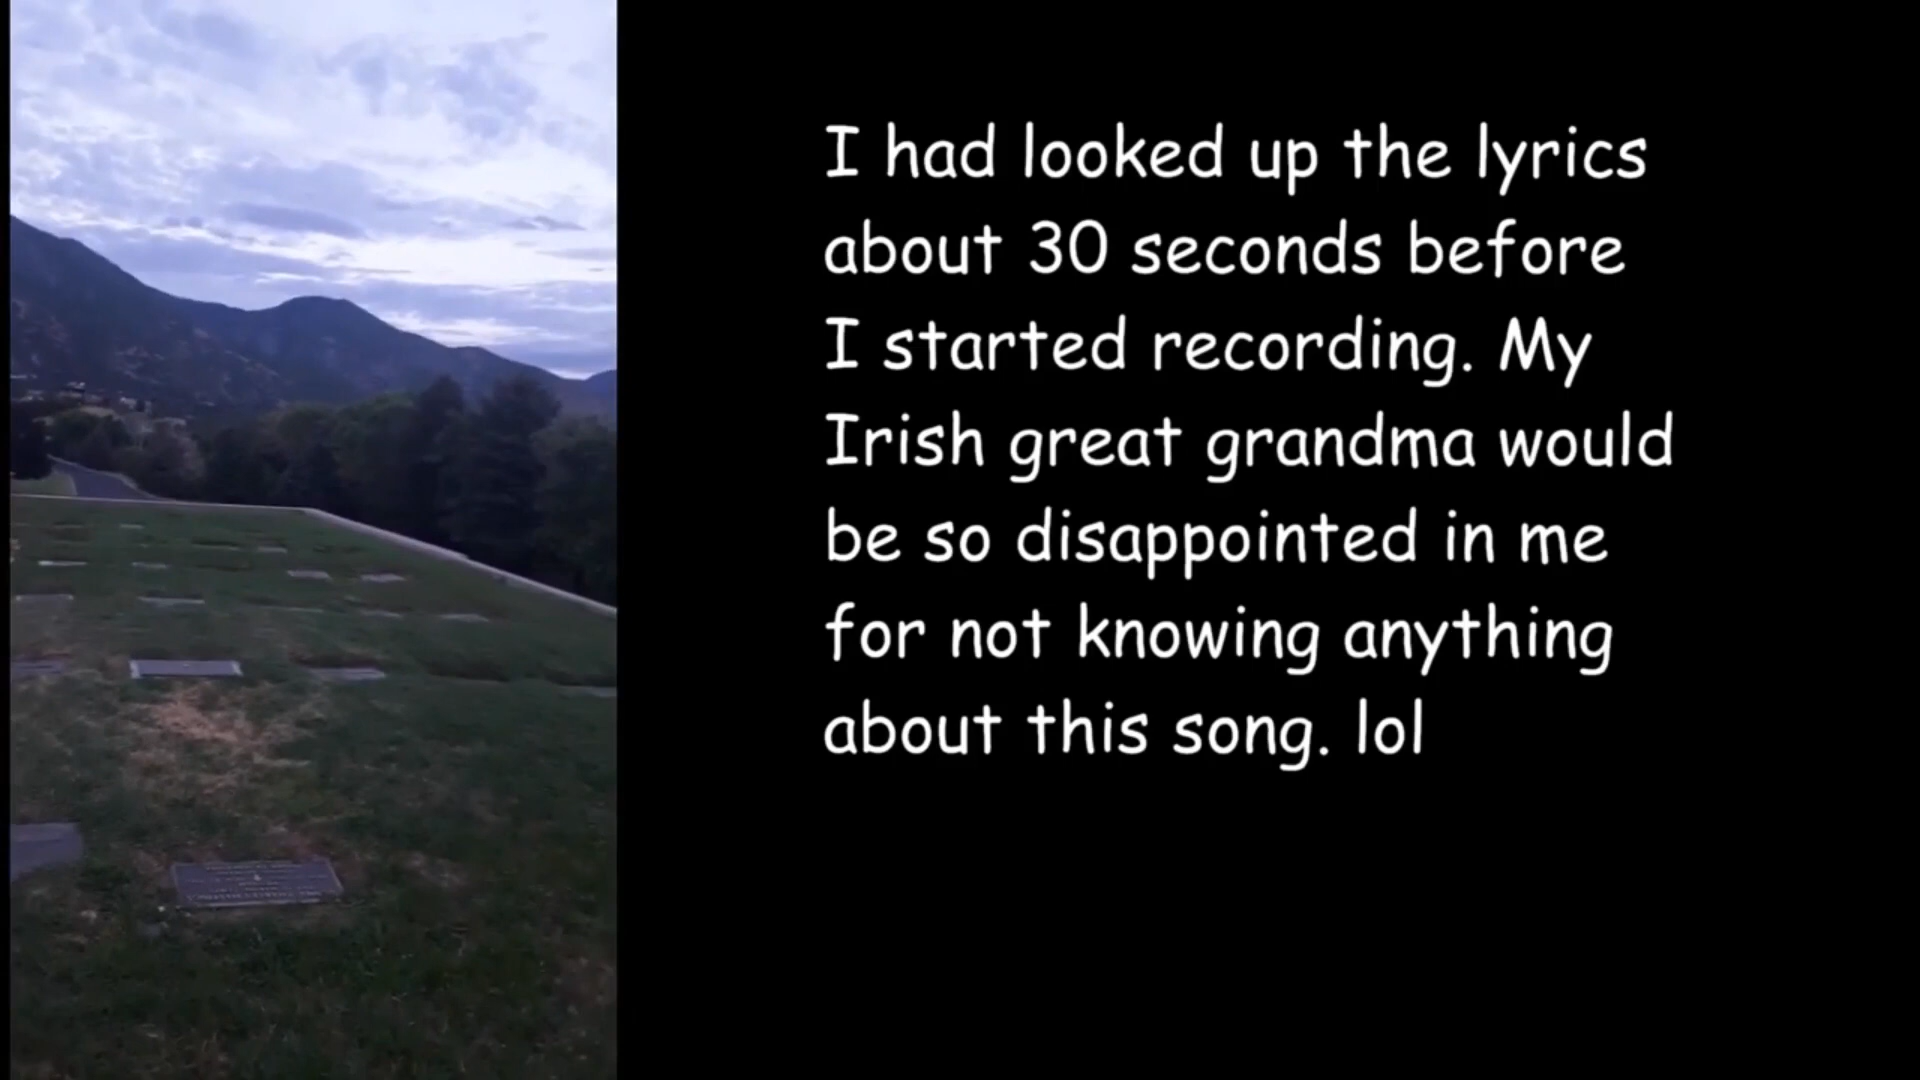 I had looked up the lyrics
about 30 seconds before
I started recording. My
Irish great grandma would
be so disappointed in me
for not knowing anything
about this song. lol